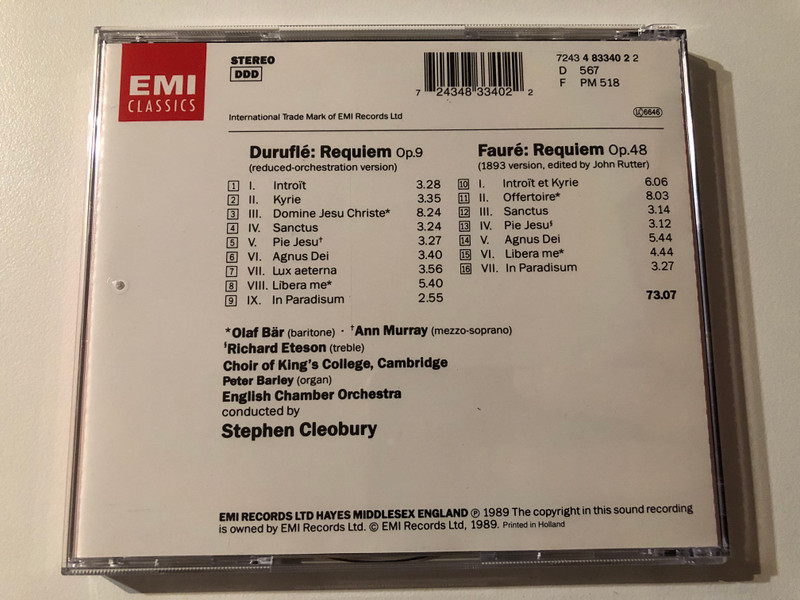 EMI
CLASSICS
STEREO
DDD
7 24348 33402 2
7243 4 83340 2 2
D 567
F PM 518
International Trade Mark of EMI Records Ltd
LC 6646
Duruflé: Requiem Op.9
(reduced-orchestration version)
1 I. Introït 3.28
2 II. Kyrie 3.35
3 III. Domine Jesu Christe* 8.24
4 IV. Sanctus 3.24
5 V. Pie Jesu† 3.27
6 VI. Agnus Dei 3.40
7 VII. Lux aeterna 3.56
8 VIII. Libera me* 5.40
9 IX. In Paradisum 2.55
Fauré: Requiem Op.48
(1893 version, edited by John Rutter)
10 I. Introït et Kyrie 6.06
11 II. Offertoire* 8.03
12 III. Sanctus 3.14
13 IV. Pie Jesu§ 3.12
14 V. Agnus Dei 5.44
15 VI. Libera me* 4.44
16 VII. In Paradisum 3.27
73.07
*Olaf Bär (baritone) · †Ann Murray (mezzo-soprano)
§Richard Eteson (treble)
Choir of King's College, Cambridge
Peter Barley (organ)
English Chamber Orchestra
conducted by
Stephen Cleobury
EMI RECORDS LTD HAYES MIDDLESEX ENGLAND ℗ 1989 The copyright in this sound recording
is owned by EMI Records Ltd. © EMI Records Ltd, 1989. Printed in Holland